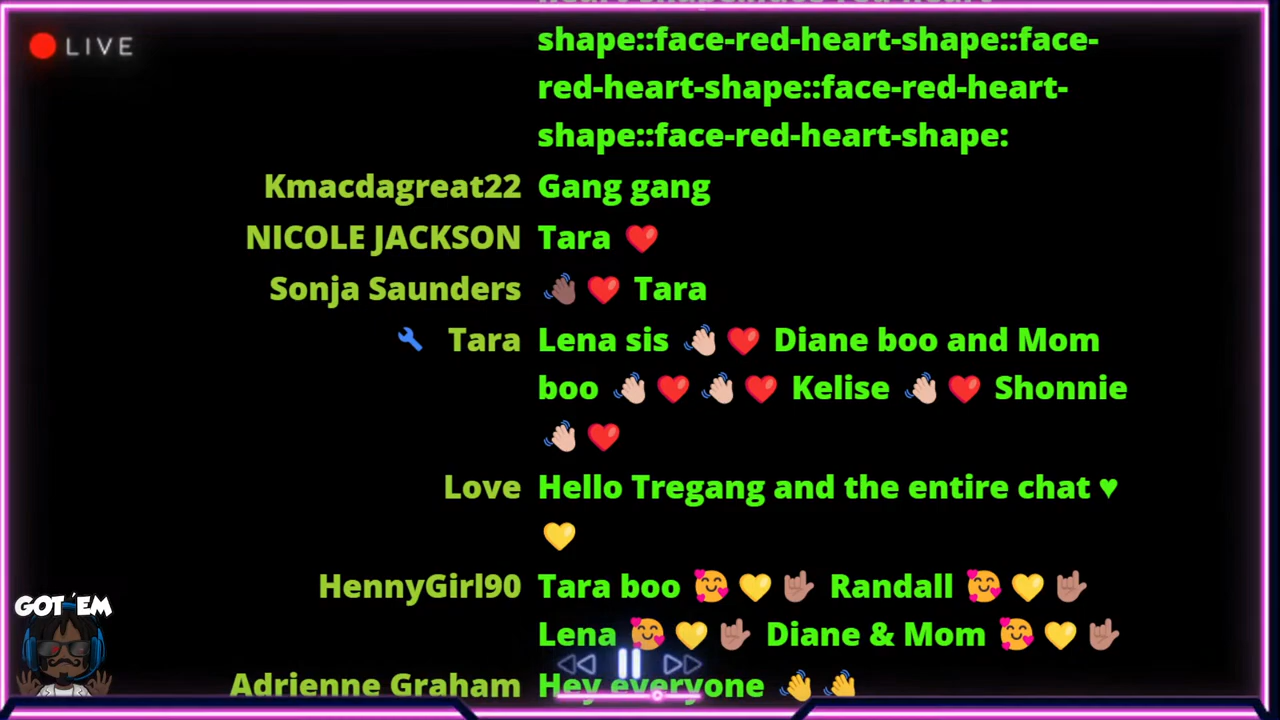 LIVE
shape::face-red-heart-shape::face-
red-heart-shape::face-red-heart-
shape::face-red-heart-shape:
Kmacdagreat22 Gang gang
NICOLE JACKSON Tara ❤️
Sonja Saunders 👋🏿❤️ Tara
Tara Lena sis 👋🏻❤️ Diane boo and Mom
boo 👋🏻❤️👋🏻❤️ Kelise 👋🏻❤️ Shonnie
👋🏻❤️
Love Hello Tregang and the entire chat ♥
💛
HennyGirl90 Tara boo 🥰💛🤟🏽 Randall 🥰💛🤟🏽
Lena 🥰💛🤟🏽 Diane & Mom 🥰💛🤟🏽
Adrienne Graham Hey everyone 👋👋
GOT 'EM